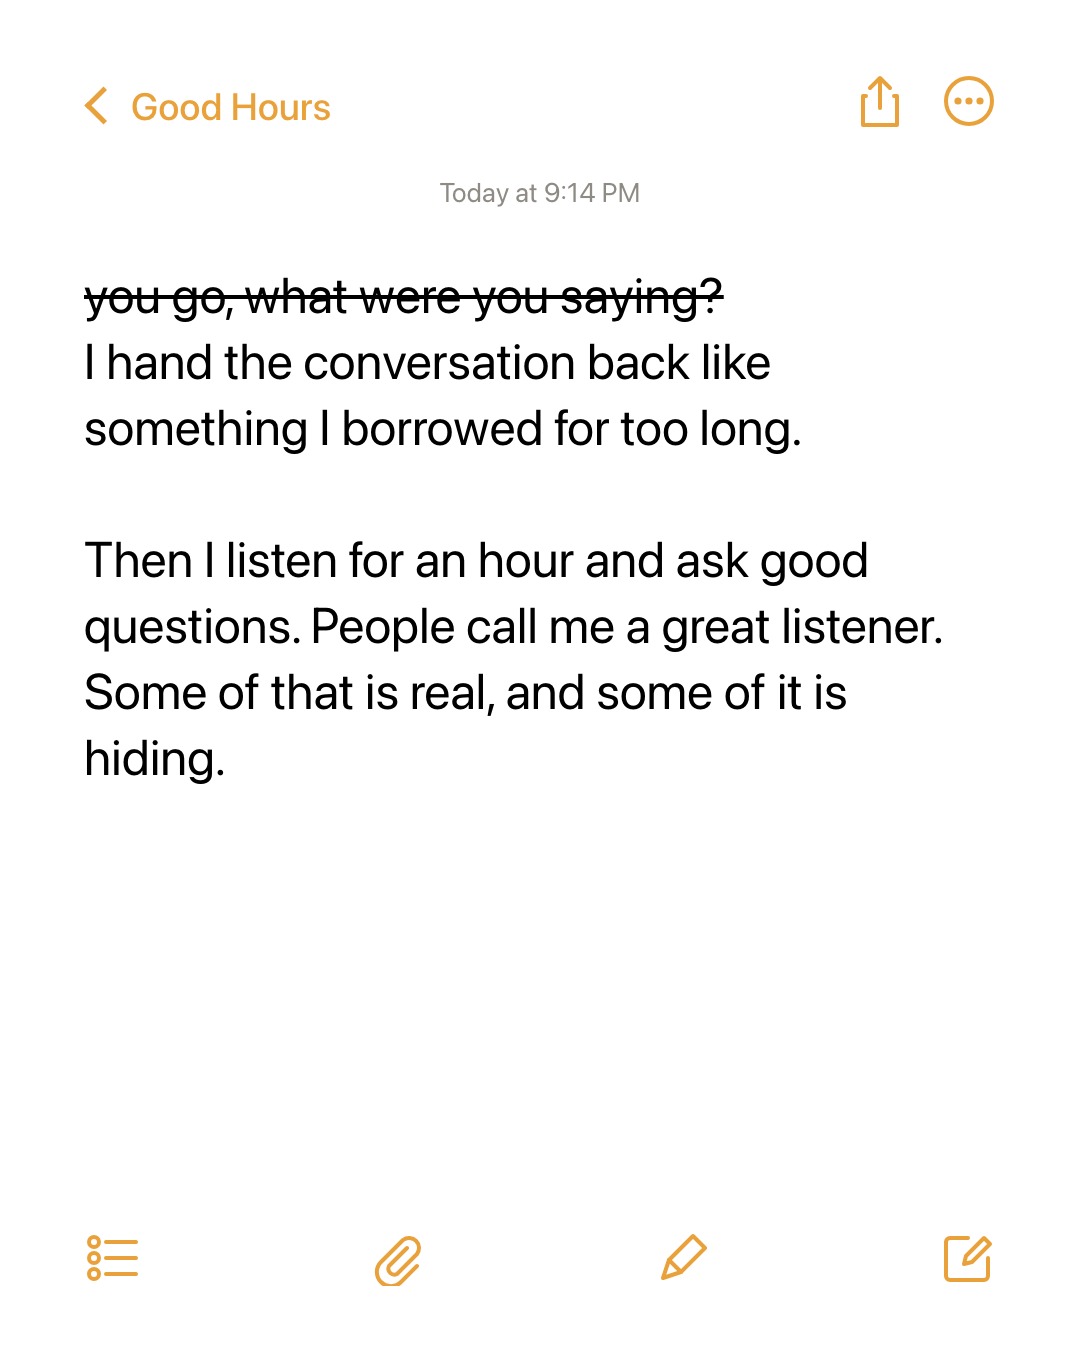 Good Hours
Today at 9:14 PM
you go, what were you saying?
I hand the conversation back like
something I borrowed for too long.
Then I listen for an hour and ask good
questions. People call me a great listener.
Some of that is real, and some of it is
hiding.